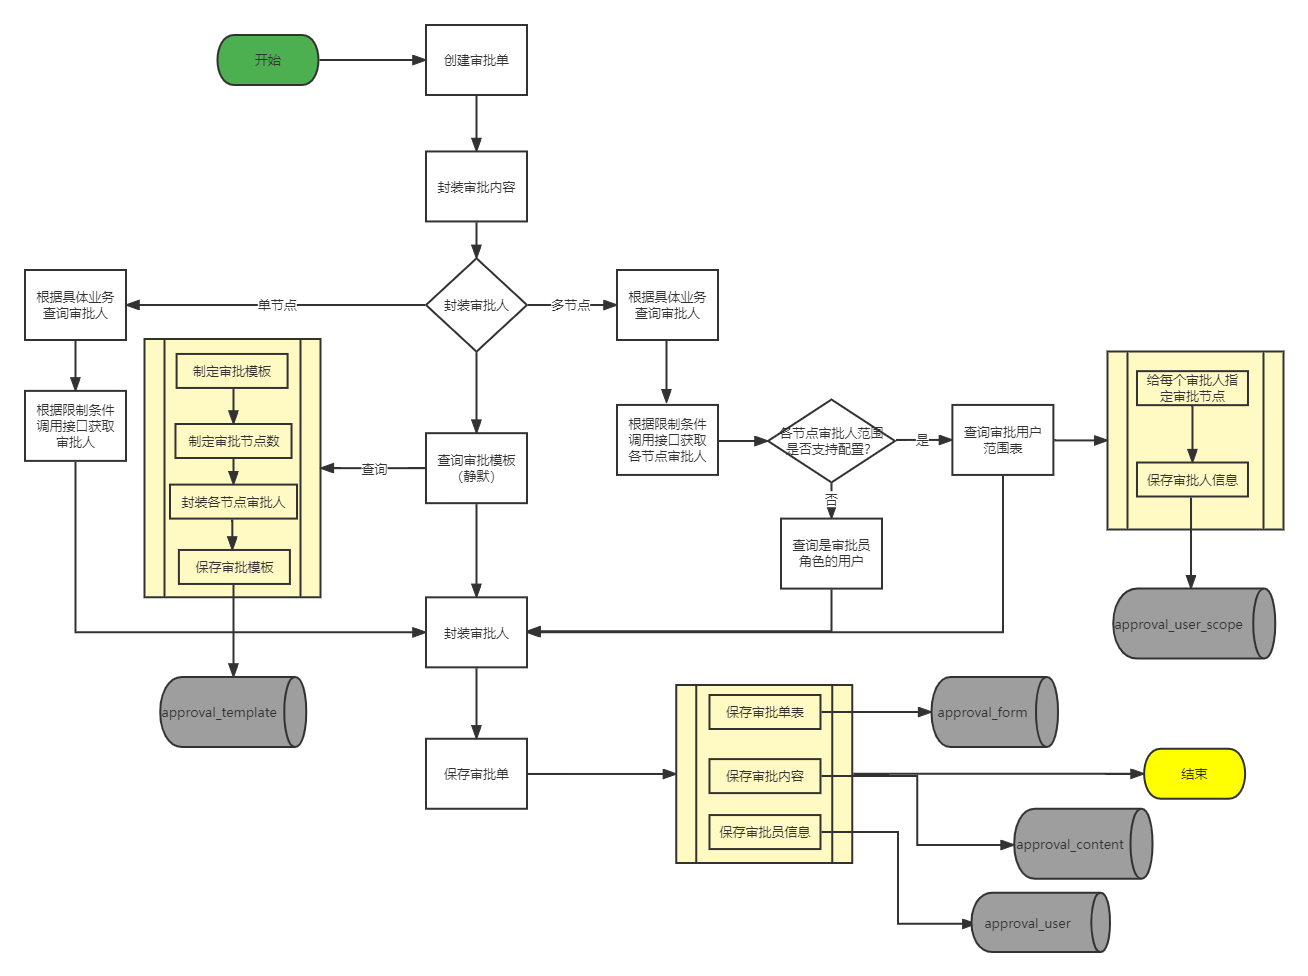 开始
创建审批单
封装审批内容
根据具体业务
查询审批人
单节点
封装审批人
多节点
根据具体业务
查询审批人
制定审批模板
给每个审批人指
定审批节点
根据限制条件
调用接口获取
审批人
制定审批节点数
查询
查询审批模板
（静默）
根据限制条件
调用接口获取
各节点审批人
各节点审批人范围
是否支持配置?
是
查询审批用户
范围表
保存审批人信息
封装各节点审批人
否
保存审批模板
查询是审批员
角色的用户
封装审批人
approval_user_scope
approval_template
保存审批单表
approval_form
保存审批单
保存审批内容
结束
保存审批员信息
approval_content
approval_user